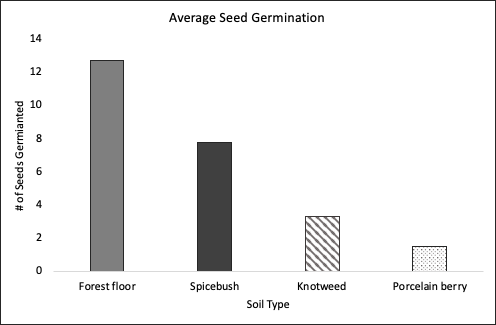 Average Seed Germination
14
12
10
8
6
4
2
0
# of Seeds Germianted
Forest floor Spicebush Knotweed Porcelain berry
Soil Type